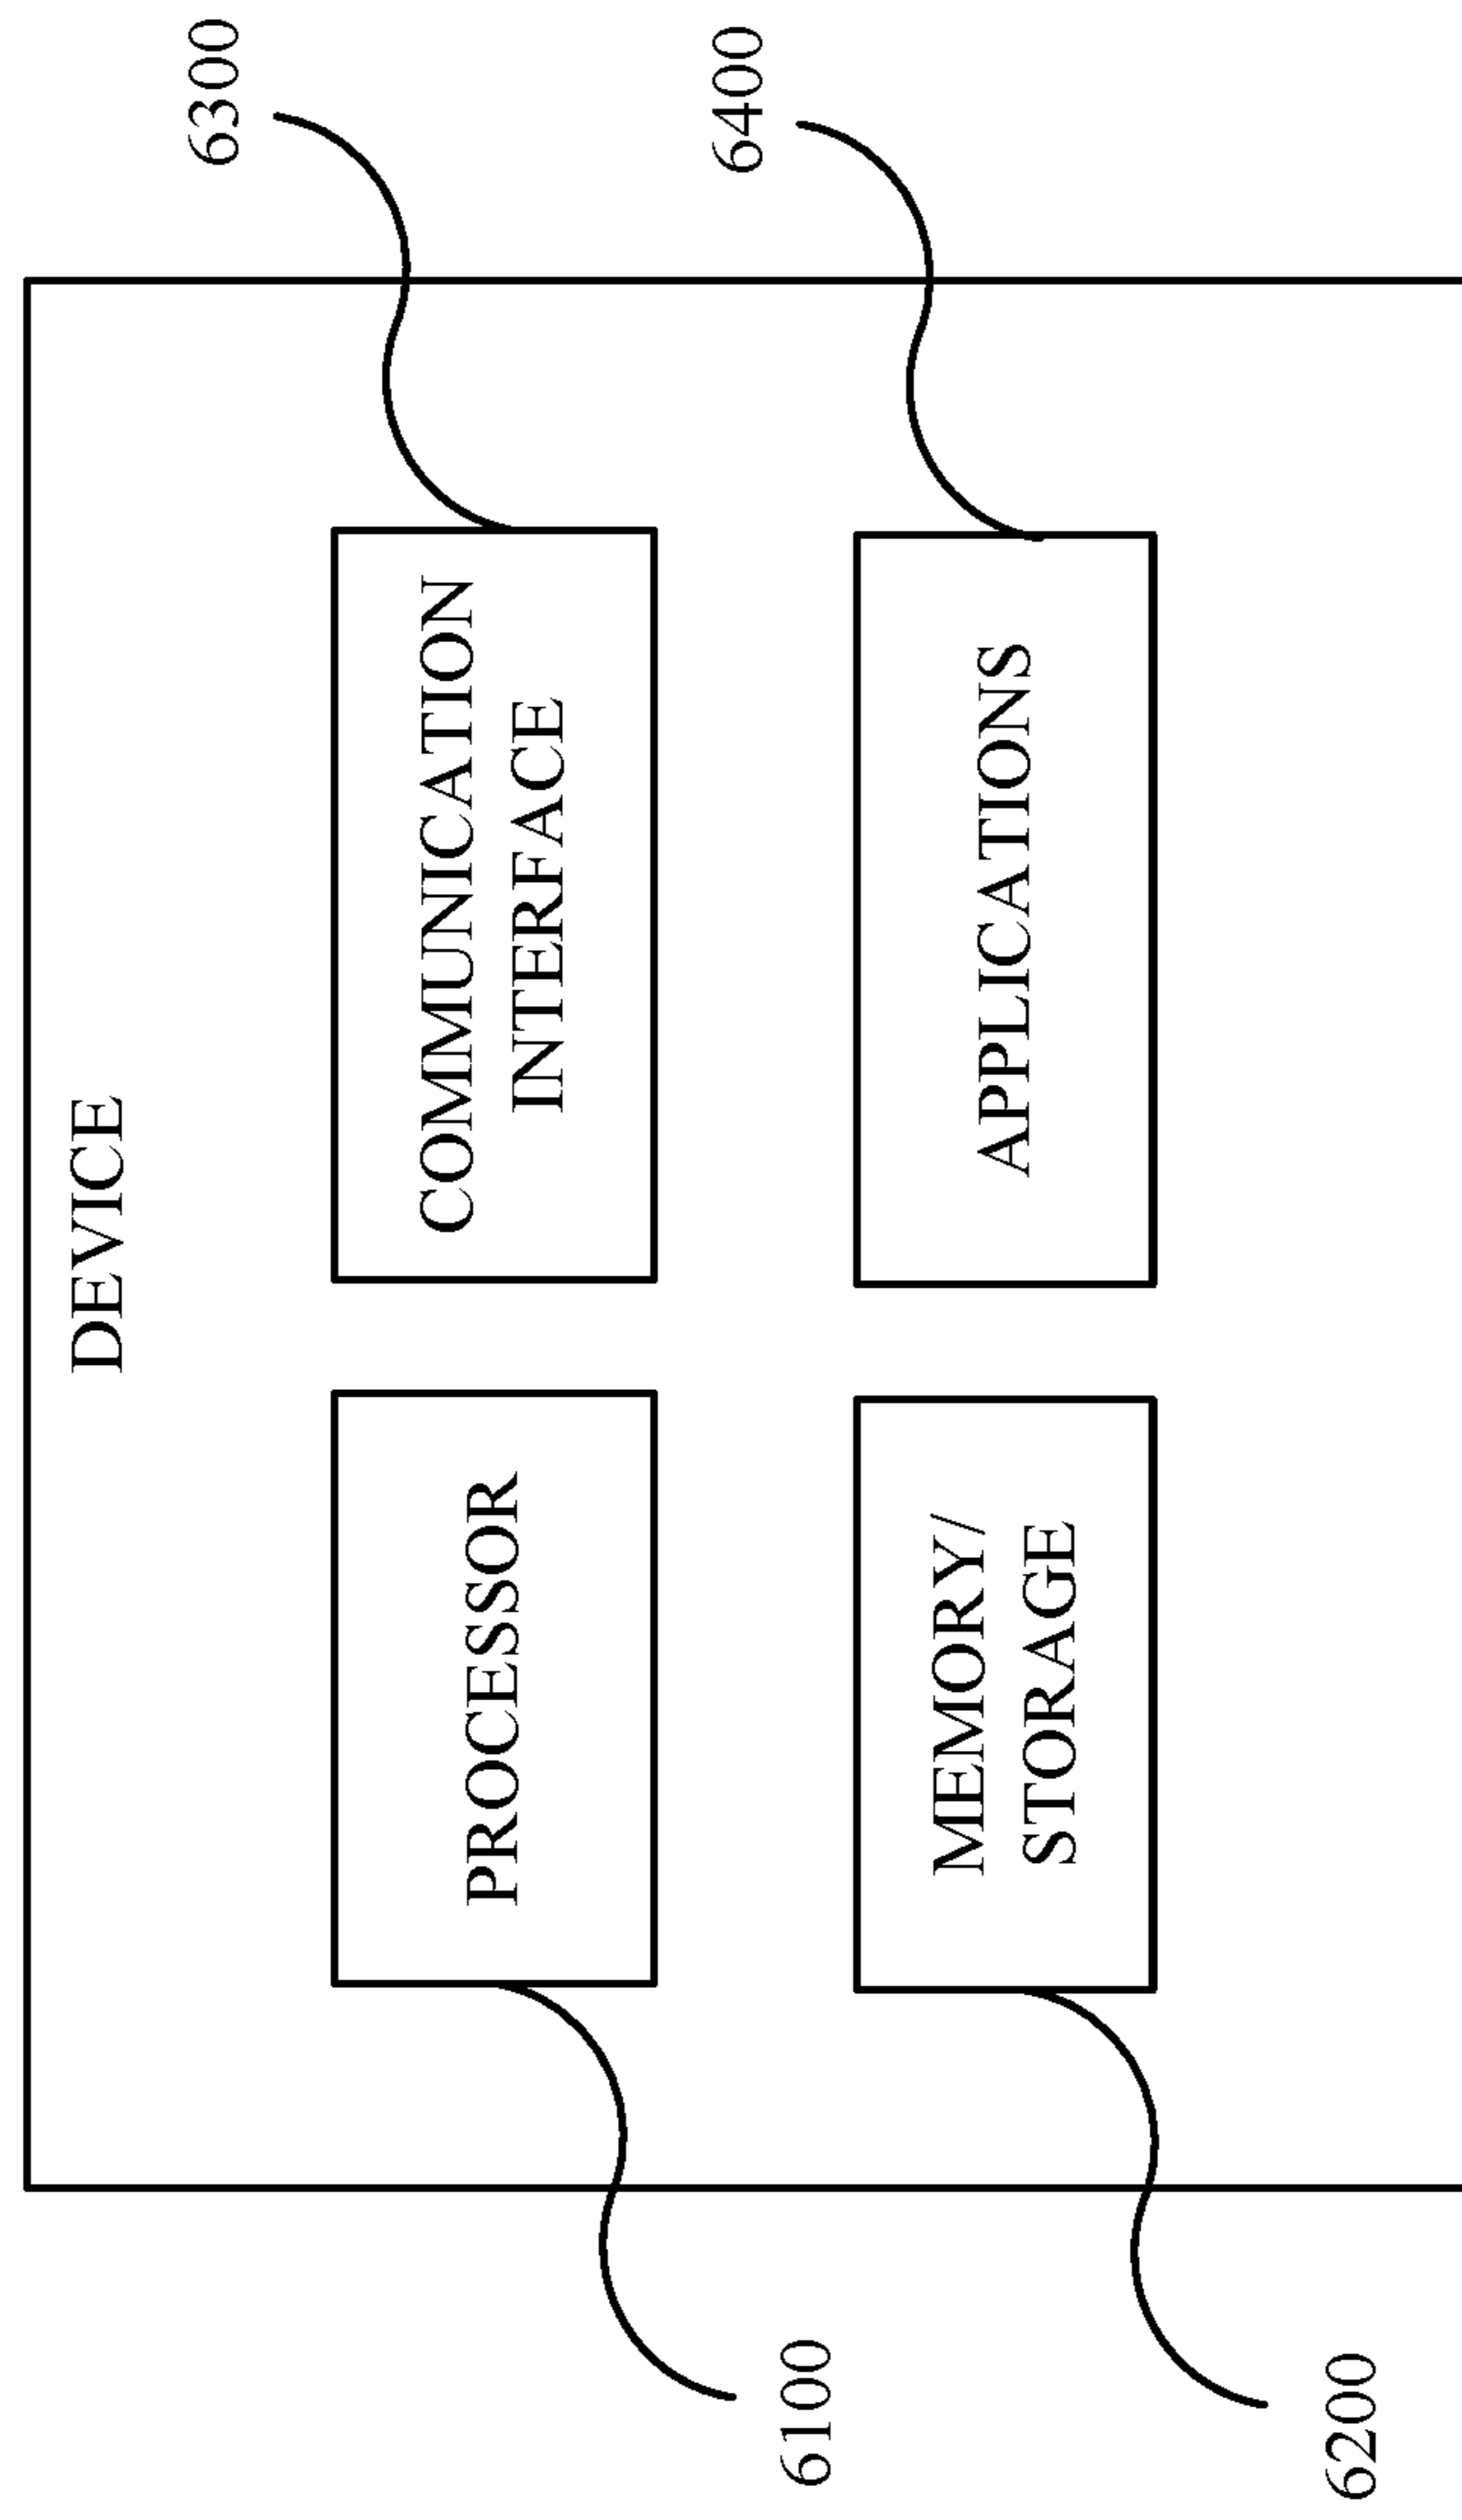 DEVICE
6300
PROCESSOR
COMMUNICATION
INTERFACE
6100
6400
MEMORY/
STORAGE
APPLICATIONS
6200